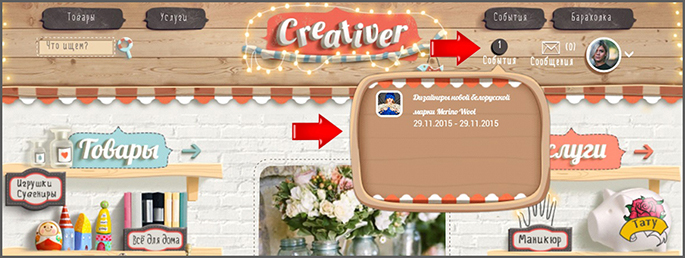 Товары
Услуги
Creativer
События
Барахолка
Что ищем?
1
События
(0)
Сообщения
Дизайнеры новой белорусской
марки Merino Wool
29.11.2015 - 29.11.2015
Товары
слуги
Игрушки
Сувениры
Всё для дома
Маникюр
Тату